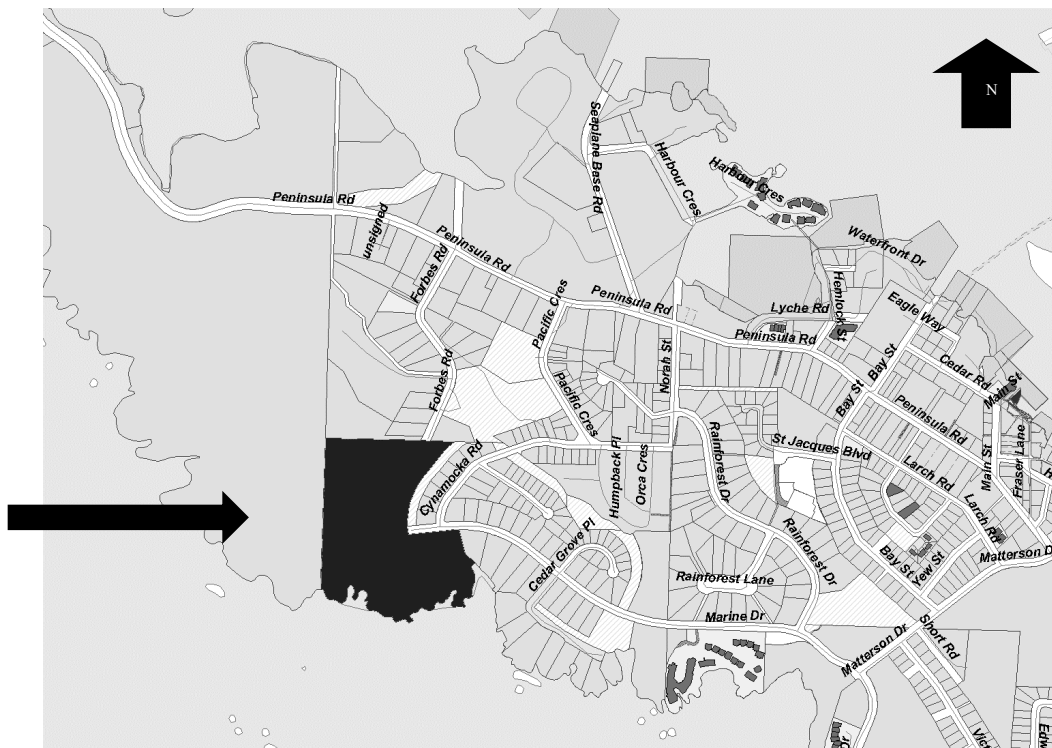 N
Seaplane Base Rd
Harbour Cres
Harbour Cres
Peninsula Rd
unsigned
Peninsula Rd
Waterfront Dr
Forbes Rd
Pacific Cres
Peninsula Rd
Lyche Rd
Hemlock St
Eagle Way
Peninsula Rd
Norah St
Bay St
Cedar Rd
Main St
Forbes Rd
Pacific Cres
Bay St
Peninsula Rd
Rainforest Dr
St Jacques Blvd
Main St
Fraser Lane
Cynamocka Rd
Humpback Pl
Orca Cres
Larch Rd
Larch Rd
Rainforest Dr
Cedar Grove Pl
Bay St
Yew St
Matterson D
Rainforest Lane
Marine Dr
Matterson Dr
Short Rd
Vic
Edw
Dr